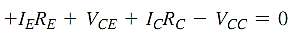 +I_E R_E + V_CE + I_C R_C − V_CC = 0